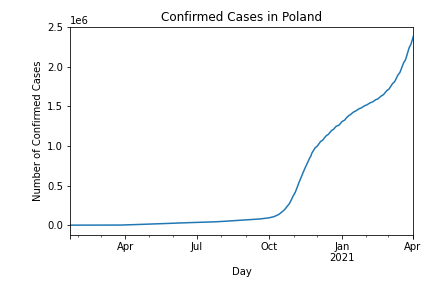 Confirmed Cases in Poland
1e6
2.5
2.0
1.5
1.0
0.5
0.0
Number of Confirmed Cases
Apr
Jul
Oct
Jan
2021
Apr
Day